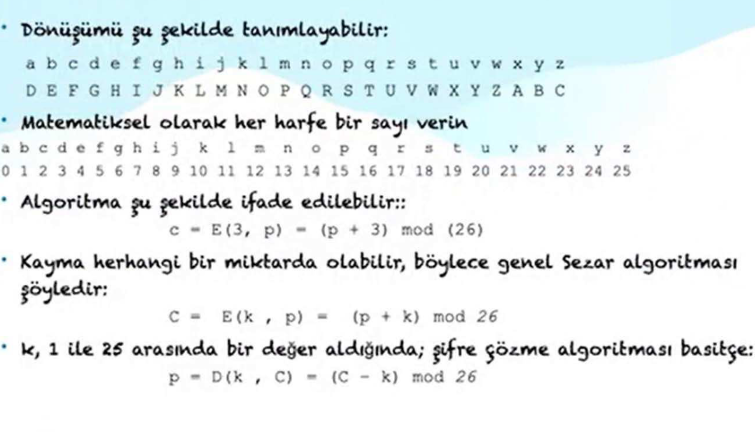 • Dönüşümü şu şekilde tanımlayabilir:
a b c d e f g h i j k l m n o p q r s t u v w x y z
D E F G H I J K L M N O P Q R S T U V W X Y Z A B C
• Matematiksel olarak her harfe bir sayı verin
a b c d e f g h i j k l m n o p q r s t u v w x y z
0 1 2 3 4 5 6 7 8 9 10 11 12 13 14 15 16 17 18 19 20 21 22 23 24 25
• Algoritma şu şekilde ifade edilebilir::
c = E(3, p) = (p + 3) mod (26)
• Kayma herhangi bir miktarda olabilir, böylece genel Sezar algoritması
şöyledir:
C = E(k , p) = (p + k) mod 26
• k, 1 ile 25 arasında bir değer aldığında; şifre çözme algoritması basitçe:
p = D(k , C) = (C - k) mod 26